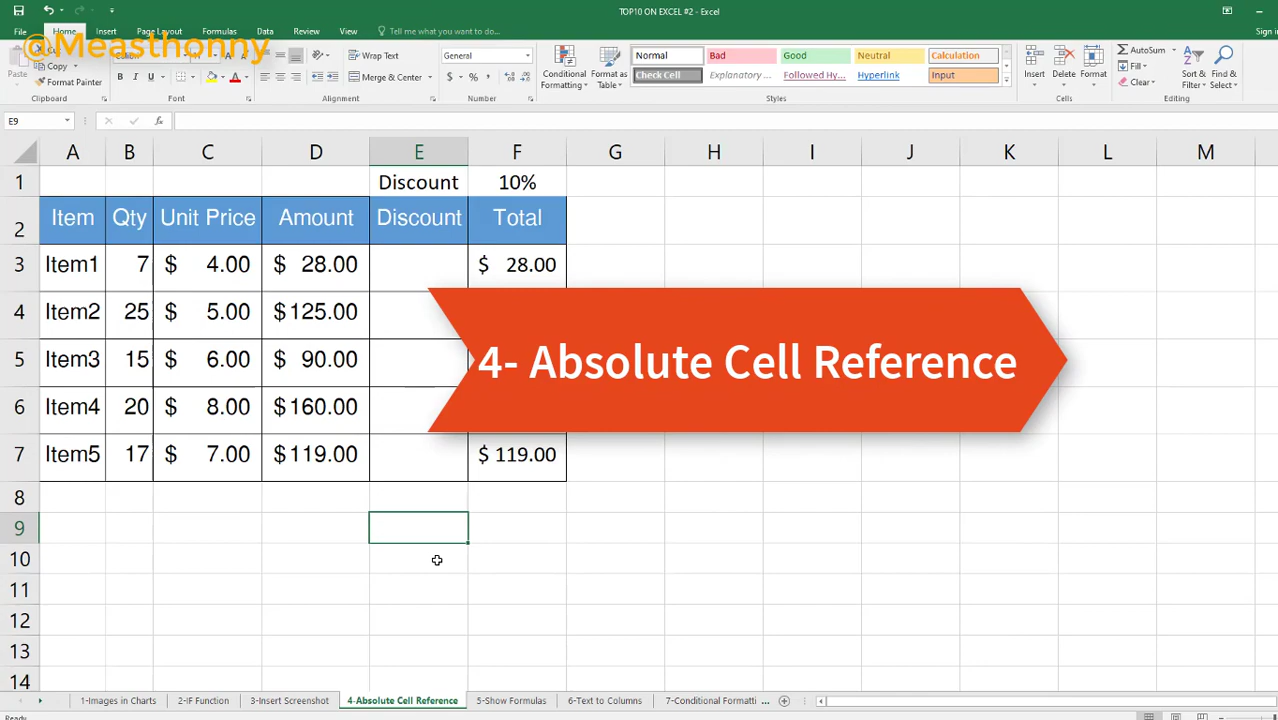 TOP10 ON EXCEL #2 - Excel
File Home Insert Page Layout Formulas Data Review View Tell me what you want to do... Sign in
@Measthonny
Paste
Copy
Format Painter
Clipboard
B I U
Font
Wrap Text
Merge & Center
Alignment
General
$ % ,
Number
Conditional Formatting
Format as Table
Normal Bad Good Neutral Calculation
Check Cell Explanatory ... Followed Hy... Hyperlink Input
Styles
Insert Delete Format
Cells
AutoSum
Fill
Clear
Sort & Filter
Find & Select
Editing
E9 fx
A B C D E F G H I J K L M
1 Discount 10%
2 Item Qty Unit Price Amount Discount Total
3 Item1 7 $ 4.00 $ 28.00 $ 28.00
4 Item2 25 $ 5.00 $125.00
5 Item3 15 $ 6.00 $ 90.00
6 Item4 20 $ 8.00 $160.00
7 Item5 17 $ 7.00 $119.00 $ 119.00
4- Absolute Cell Reference
8
9
10
11
12
13
14
1-Images in Charts 2-IF Function 3-Insert Screenshot 4-Absolute Cell Reference 5-Show Formulas 6-Text to Columns 7-Conditional Formatti ...
Ready